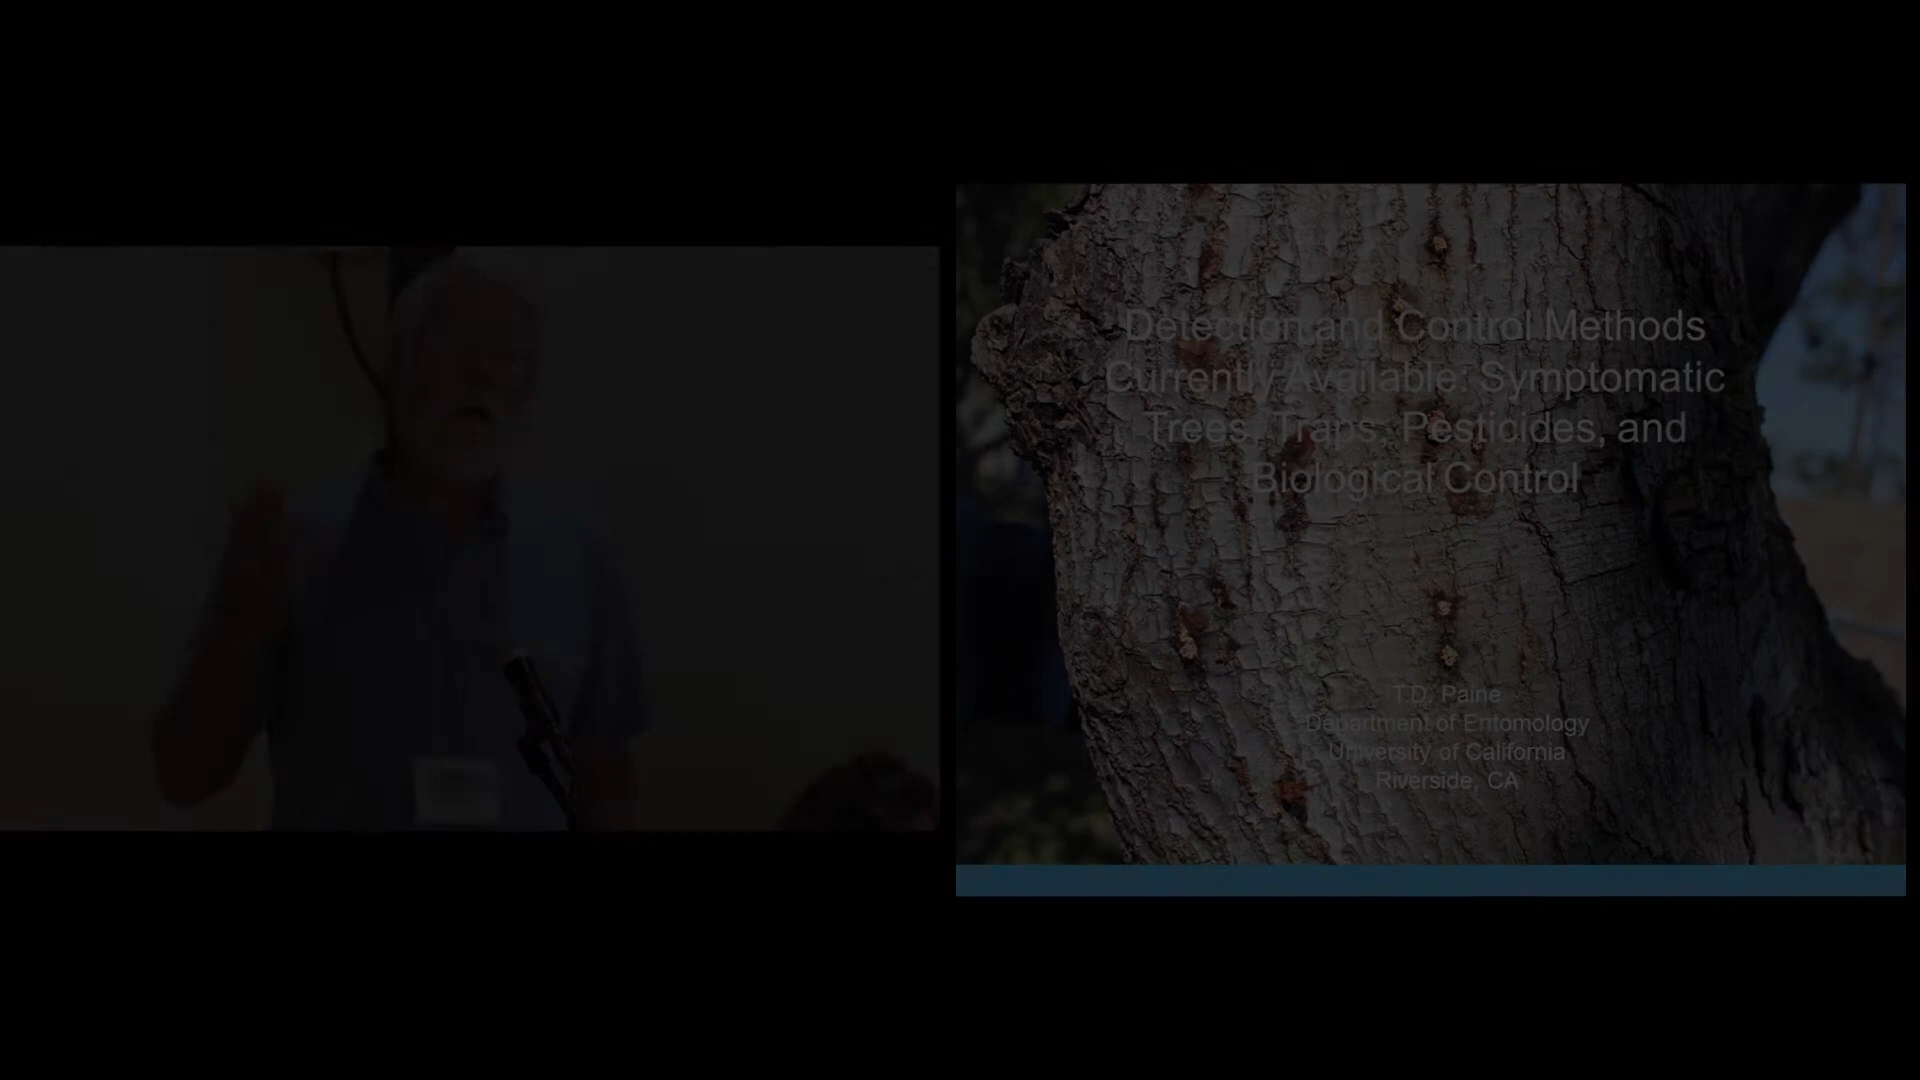 Detection and Control Methods
Currently Available: Symptomatic
Trees, Traps, Pesticides, and
Biological Control
T.D. Paine
Department of Entomology
University of California
Riverside, CA